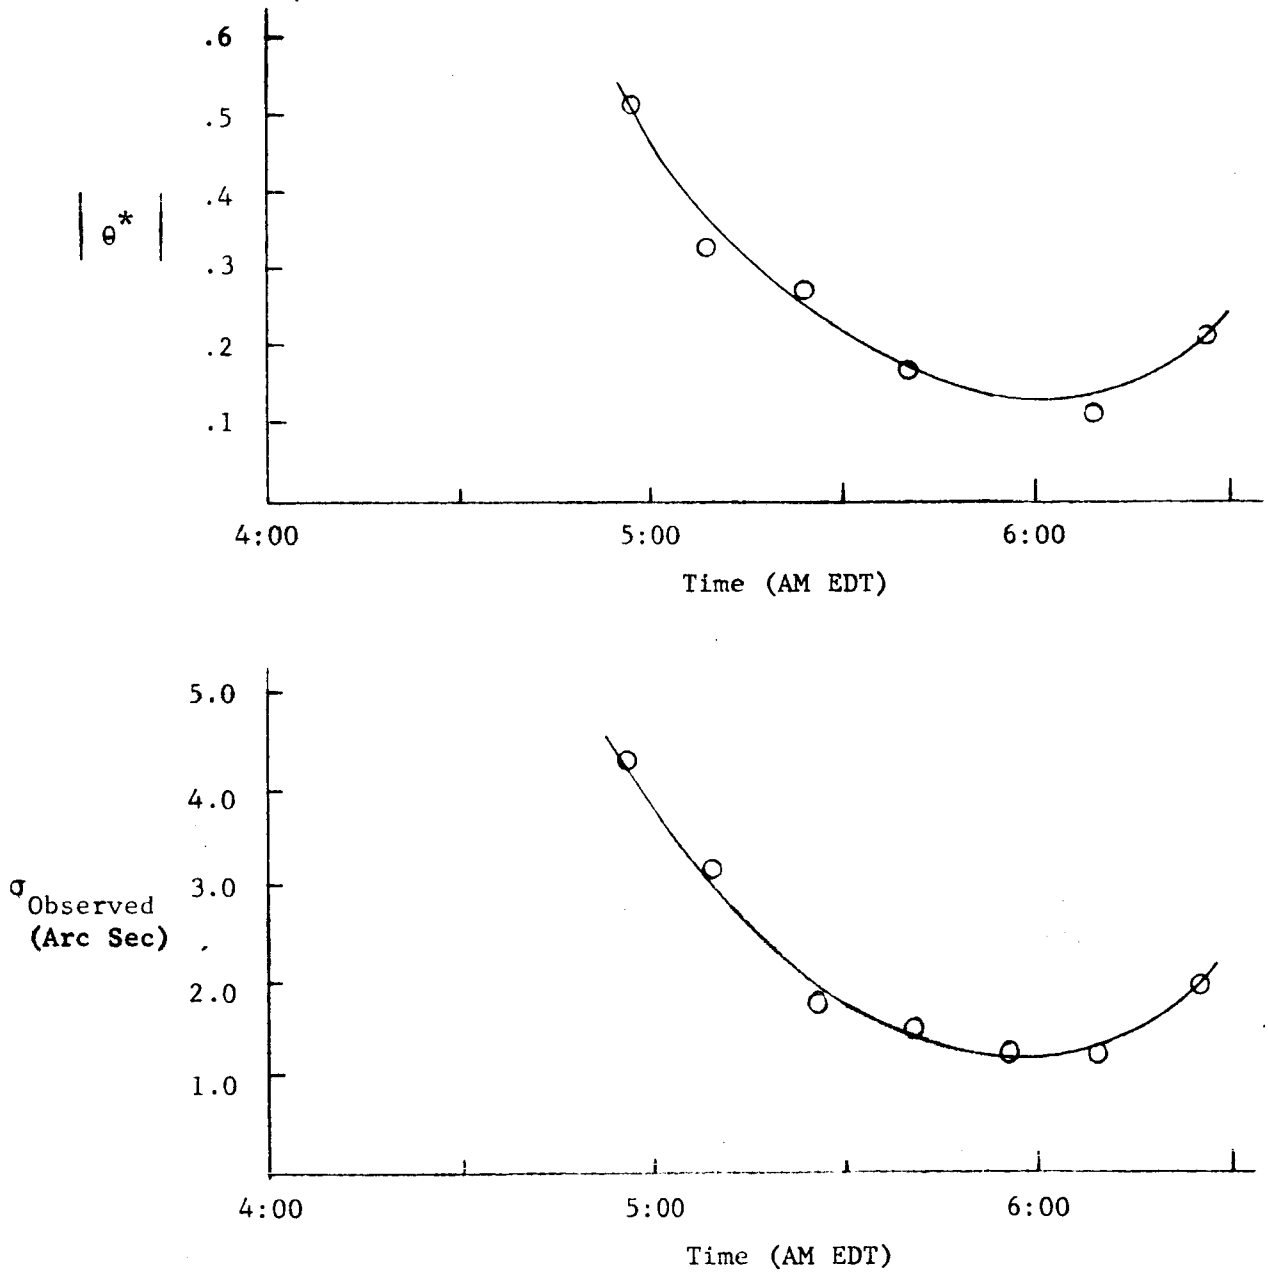 .6
.5
.4
| θ* |
.3
.2
.1
4:00 5:00 6:00
Time (AM EDT)
5.0
4.0
3.0
σObserved
(Arc Sec)
2.0
1.0
4:00 5:00 6:00
Time (AM EDT)